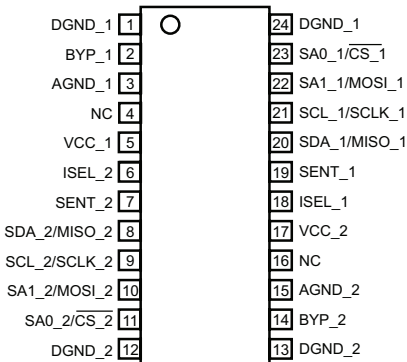 DGND_1 1 24 DGND_1
BYP_1 2 23 SA0_1/CS_1
AGND_1 3 22 SA1_1/MOSI_1
NC 4 21 SCL_1/SCLK_1
VCC_1 5 20 SDA_1/MISO_1
ISEL_2 6 19 SENT_1
SENT_2 7 18 ISEL_1
SDA_2/MISO_2 8 17 VCC_2
SCL_2/SCLK_2 9 16 NC
SA1_2/MOSI_2 10 15 AGND_2
SA0_2/CS_2 11 14 BYP_2
DGND_2 12 13 DGND_2